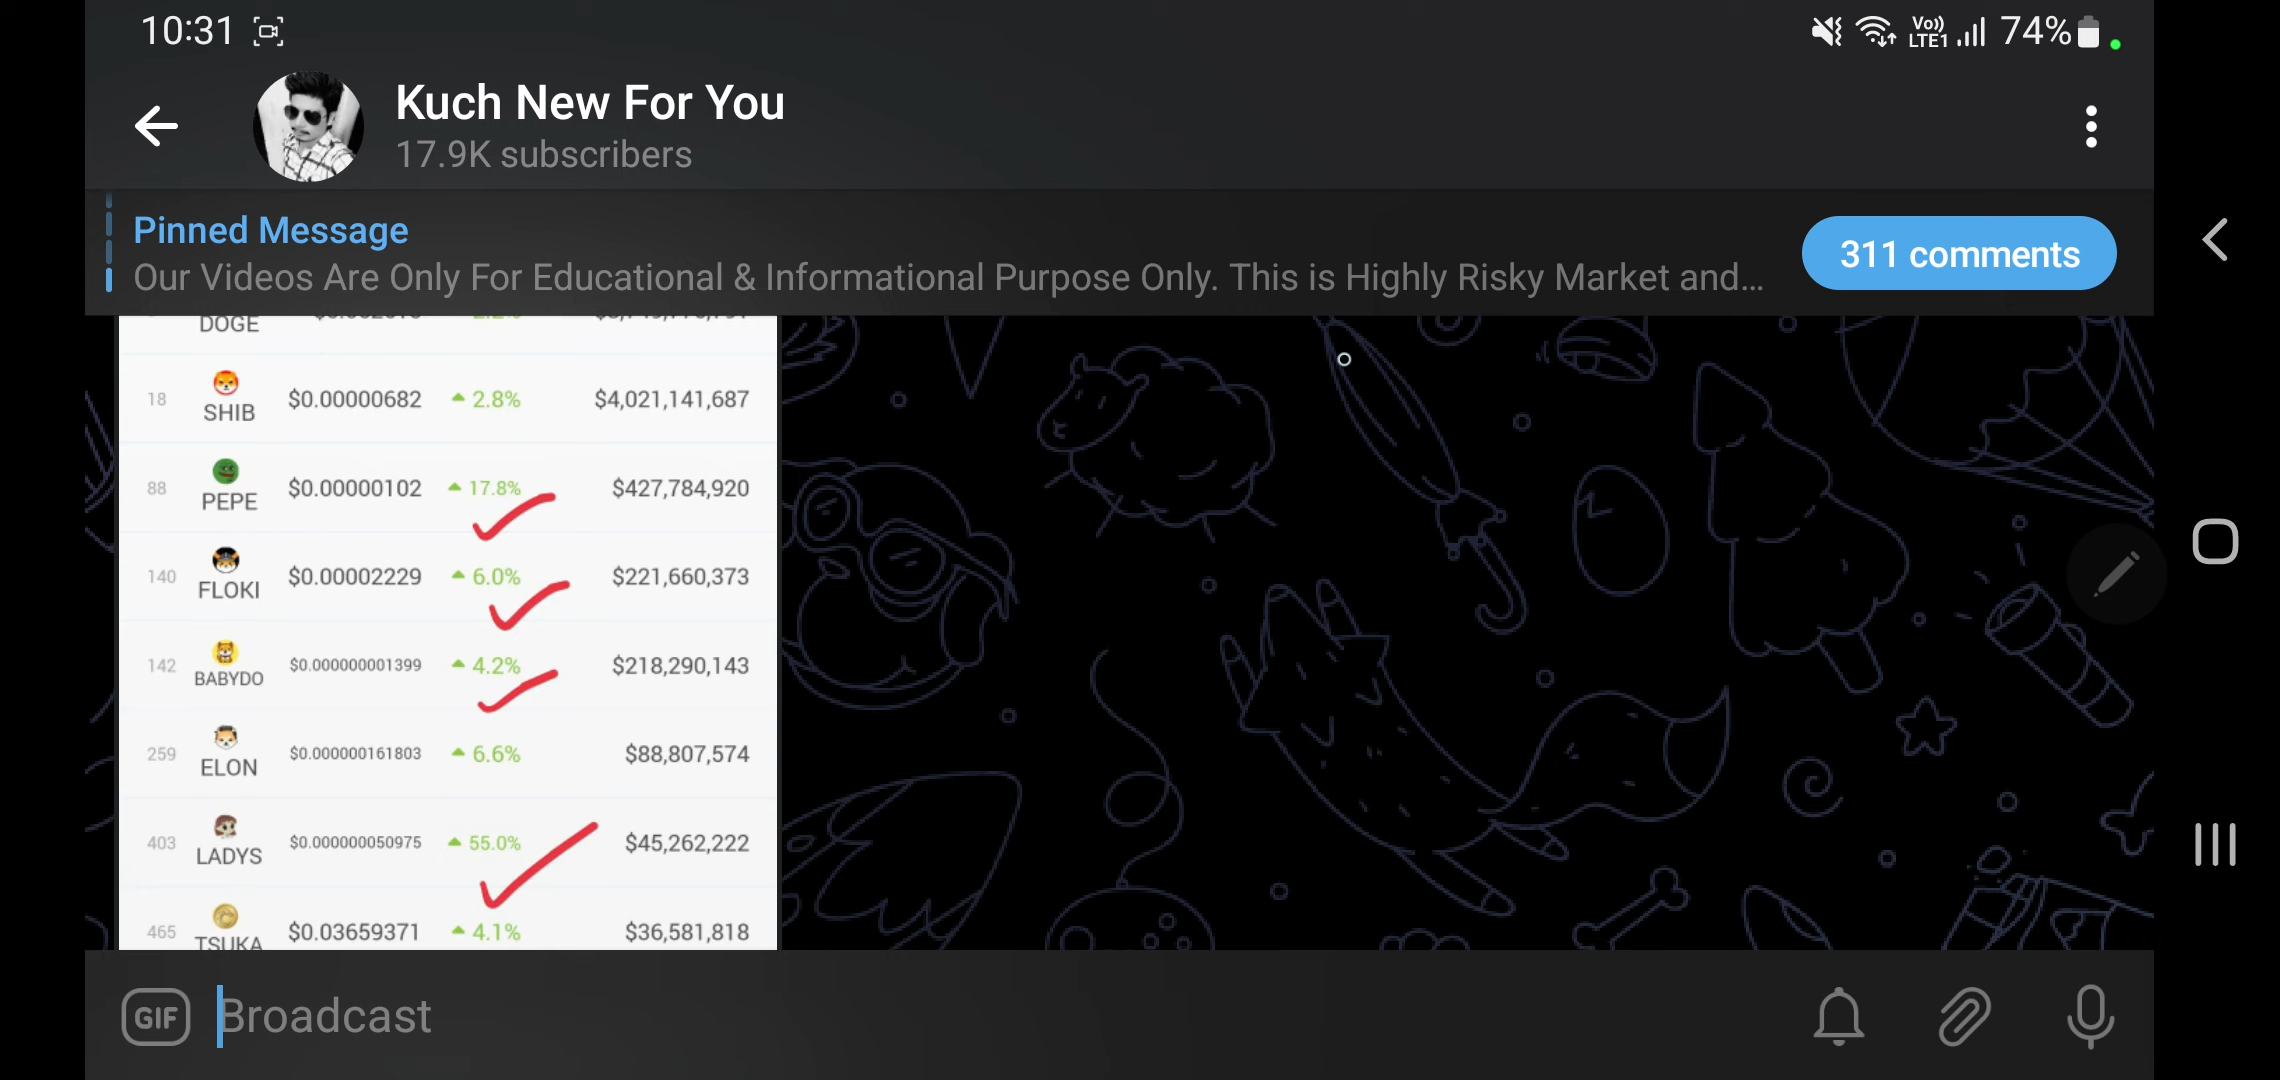 10:31
Vo)) LTE1 74%
Kuch New For You
17.9K subscribers
Pinned Message
Our Videos Are Only For Educational & Informational Purpose Only. This is Highly Risky Market and...
311 comments
DOGE
18 SHIB $0.00000682 2.8% $4,021,141,687
88 PEPE $0.00000102 17.8% $427,784,920
140 FLOKI $0.00002229 6.0% $221,660,373
142 BABYDO $0.000000001399 4.2% $218,290,143
259 ELON $0.000000161803 6.6% $88,807,574
403 LADYS $0.000000050975 55.0% $45,262,222
465 TSUKA $0.03659371 4.1% $36,581,818
GIF Broadcast